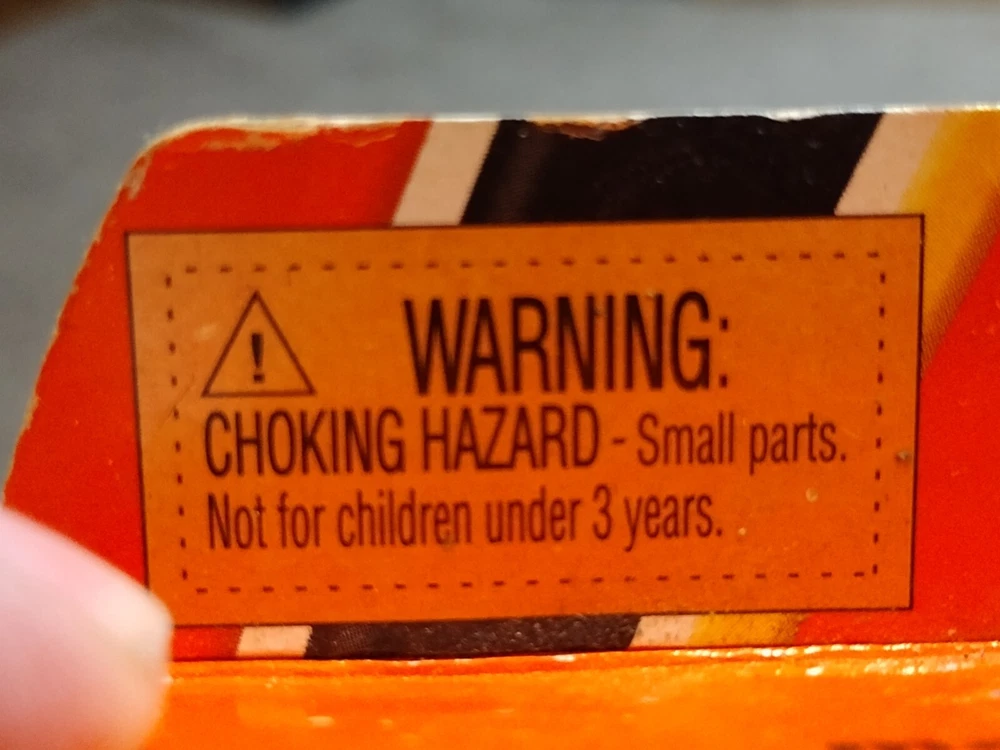 WARNING:
CHOKING HAZARD - Small parts.
Not for children under 3 years.